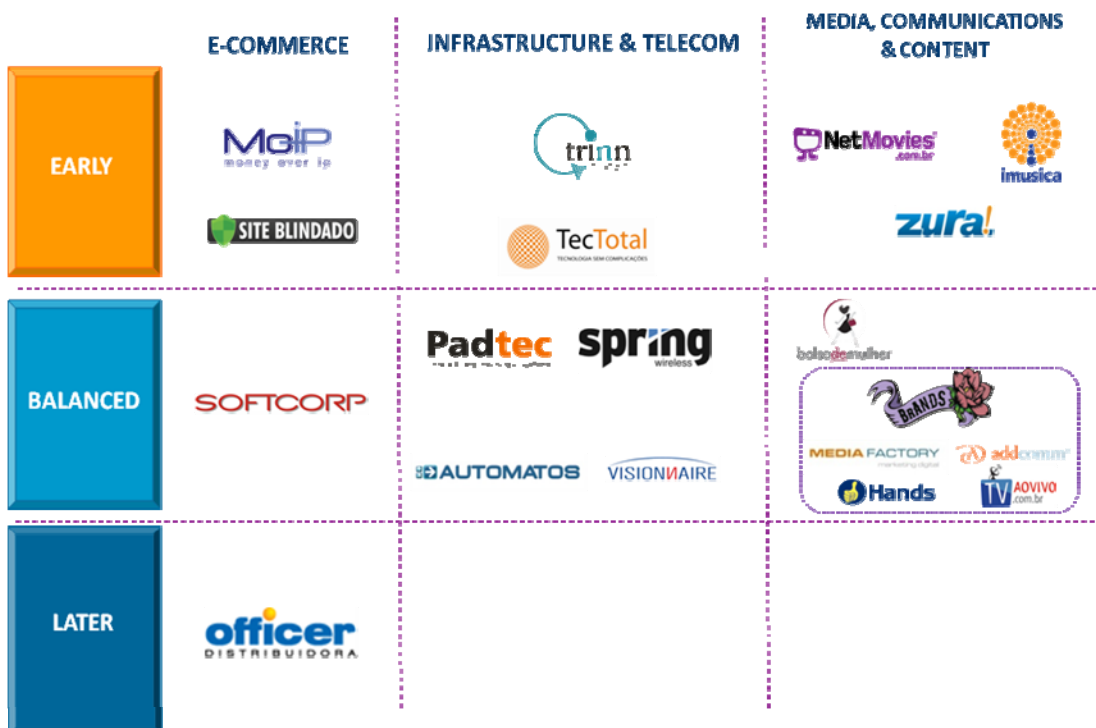 E-COMMERCE
INFRASTRUCTURE & TELECOM
MEDIA, COMMUNICATIONS
& CONTENT
EARLY
MoiP
money over ip
SITE BLINDADO
trinn
TecTotal
TECNOLOGIA SEM COMPLICAÇÕES
NetMovies
.com.br
imusica
zura!
BALANCED
SOFTCORP
Padtec
spring
wireless
AUTOMATOS
VISIONNAIRE
bolsademulher
BRANDS
MEDIA FACTORY
marketing digital
addcomm
Hands
TV AOVIVO
.com.br
LATER
officer
DISTRIBUIDORA